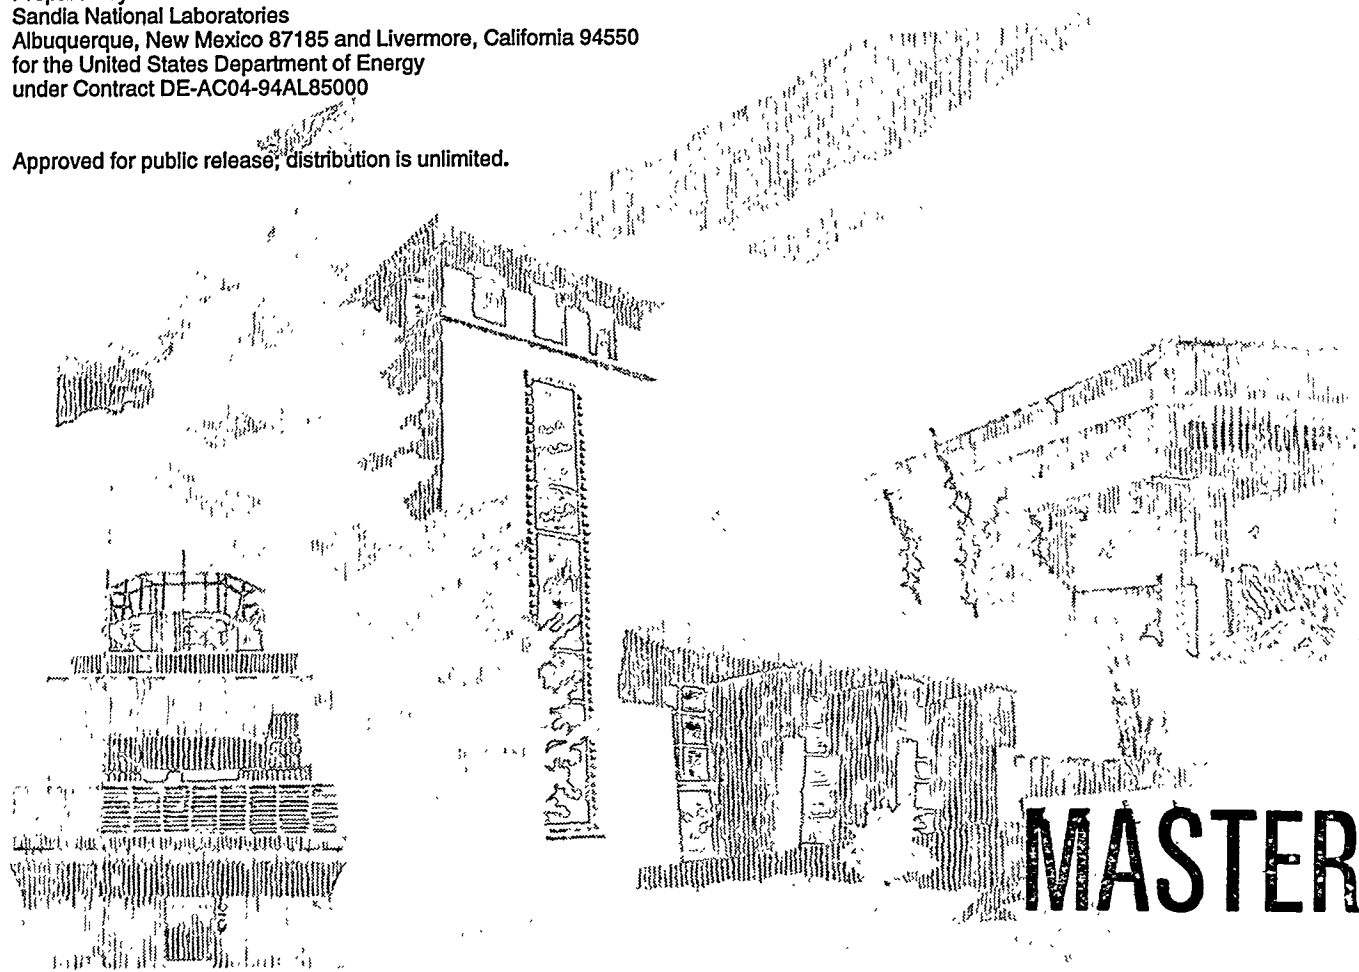 Sandia National Laboratories
Albuquerque, New Mexico 87185 and Livermore, California 94550
for the United States Department of Energy
under Contract DE-AC04-94AL85000
Approved for public release; distribution is unlimited.
MASTER